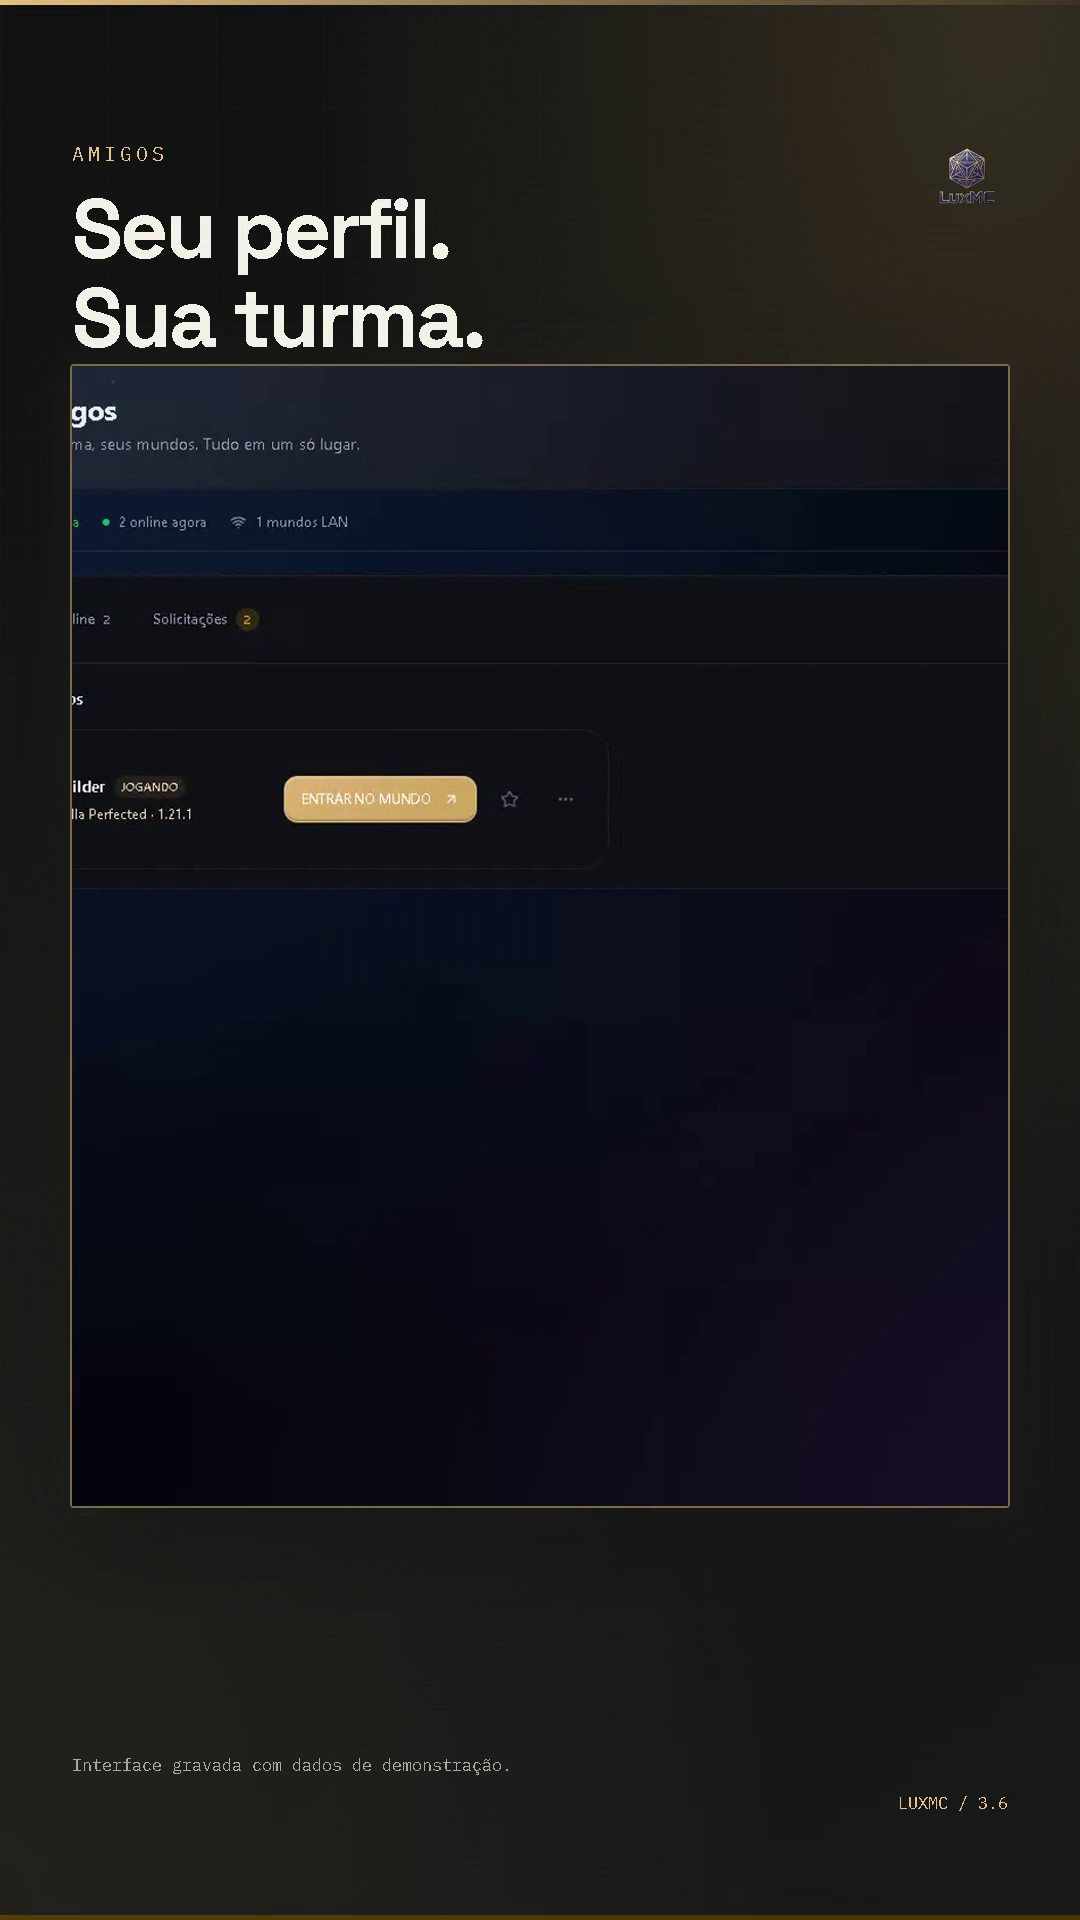 AMIGOS
LuxMC
Seu perfil.
Sua turma.
gos
ma, seus mundos. Tudo em um só lugar.
a 2 online agora 1 mundos LAN
line 2 Solicitações 2
os
ilder JOGANDO
lla Perfected · 1.21.1
ENTRAR NO MUNDO
Interface gravada com dados de demonstração.
LUXMC / 3.6